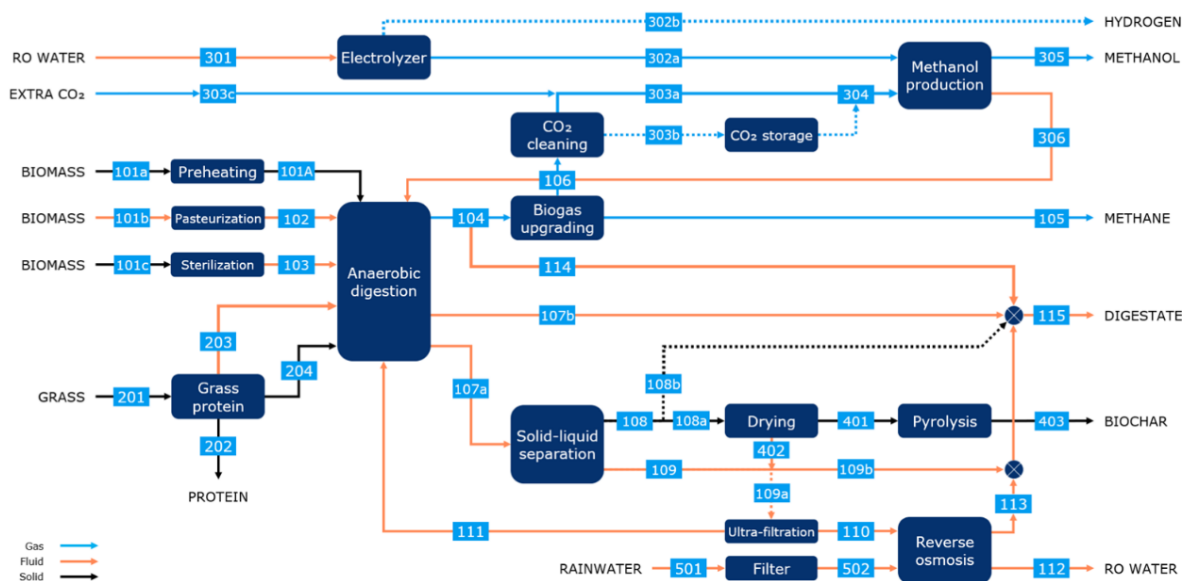 302b
HYDROGEN
RO WATER
301
Electrolyzer
302a
Methanol
production
305
METHANOL
EXTRA CO₂
303c
303a
304
CO₂
cleaning
303b
CO₂ storage
306
BIOMASS
101a
Preheating
101A
106
BIOMASS
101b
Pasteurization
102
104
Biogas
upgrading
105
METHANE
BIOMASS
101c
Sterilization
103
Anaerobic
digestion
114
107b
115
DIGESTATE
203
204
107a
108b
GRASS
201
Grass
protein
202
PROTEIN
Solid-liquid
separation
108
108a
Drying
401
Pyrolysis
403
BIOCHAR
402
109
109b
109a
113
111
Ultra-filtration
110
Reverse
osmosis
Gas
Fluid
Solid
RAINWATER
501
Filter
502
112
RO WATER